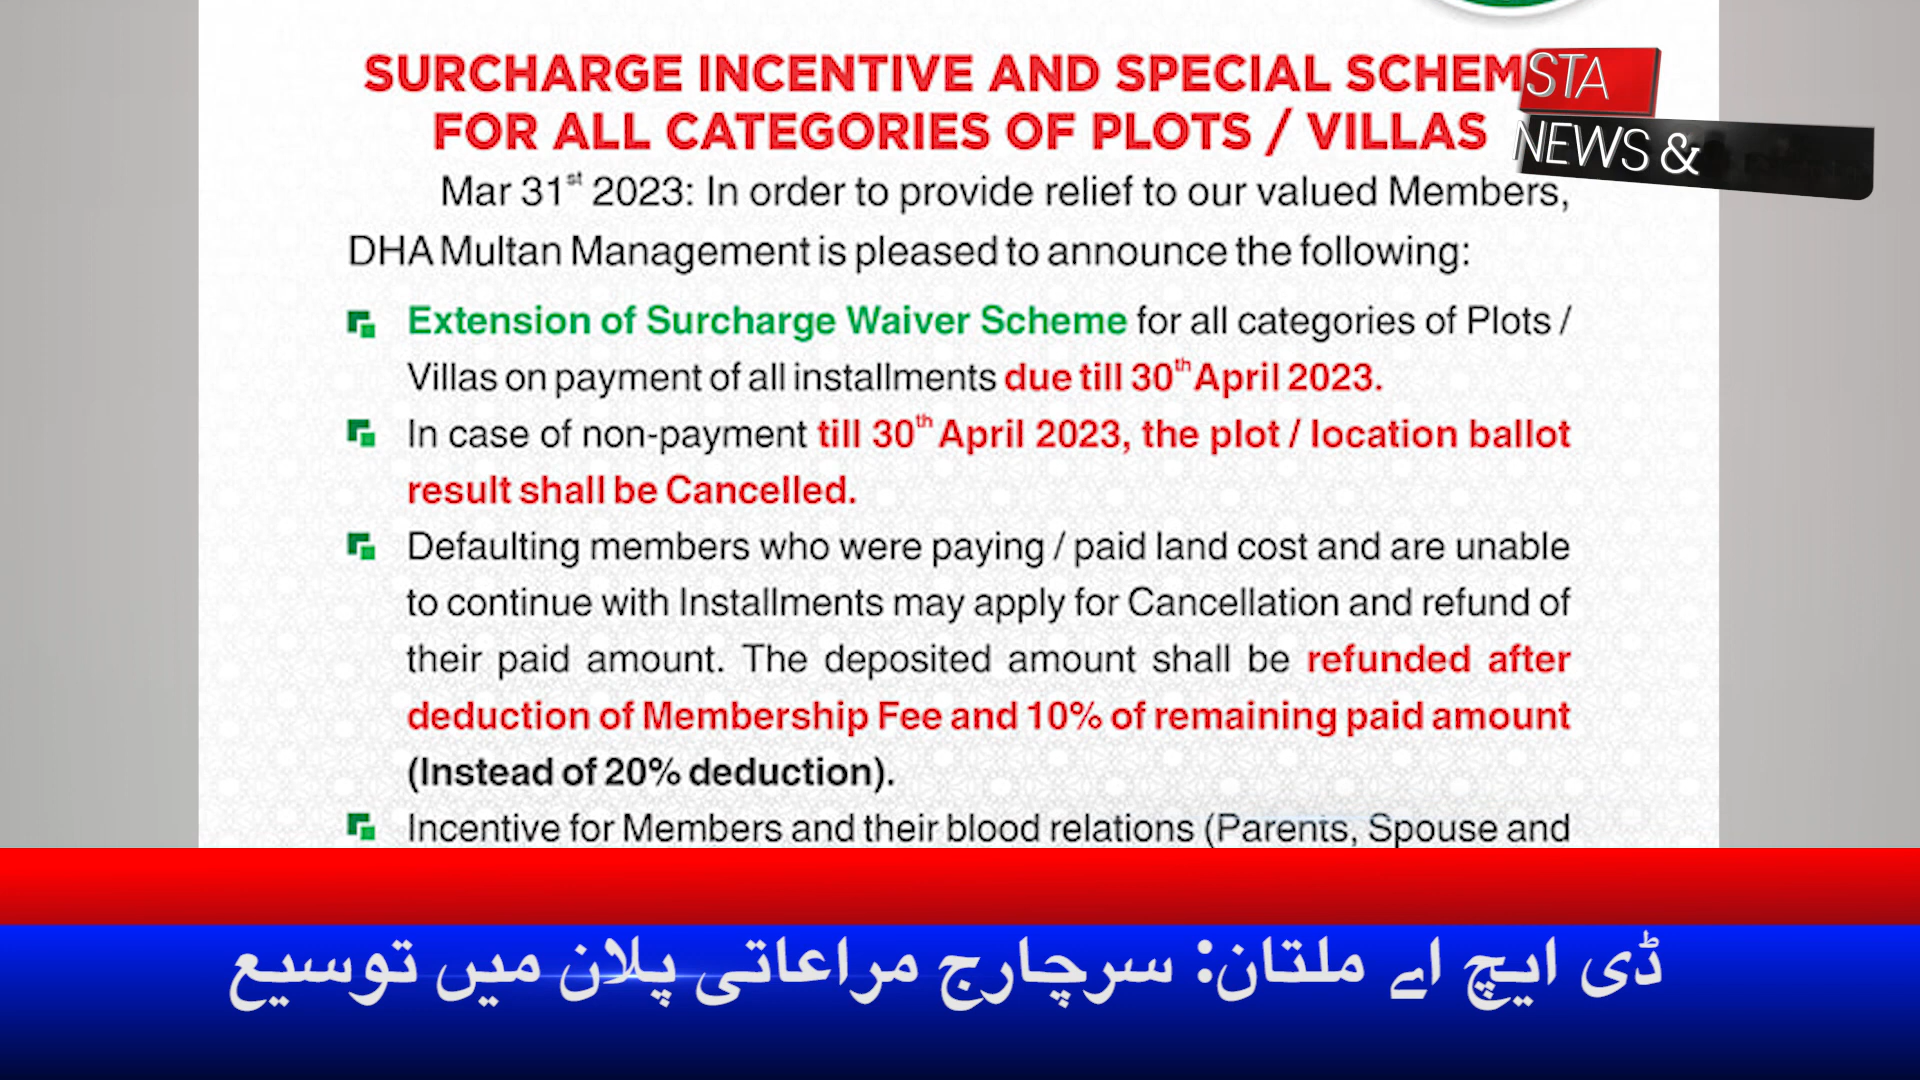 SURCHARGE INCENTIVE AND SPECIAL SCHEM
FOR ALL CATEGORIES OF PLOTS / VILLAS
STA
NEWS &
Mar 31st 2023: In order to provide relief to our valued Members,
DHA Multan Management is pleased to announce the following:
Extension of Surcharge Waiver Scheme for all categories of Plots /
Villas on payment of all installments due till 30th April 2023.
In case of non-payment till 30th April 2023, the plot / location ballot
result shall be Cancelled.
Defaulting members who were paying / paid land cost and are unable
to continue with Installments may apply for Cancellation and refund of
their paid amount. The deposited amount shall be refunded after
deduction of Membership Fee and 10% of remaining paid amount
(Instead of 20% deduction).
Incentive for Members and their blood relations (Parents, Spouse and
ڈی ایچ اے ملتان: سرچارج مراعاتی پلان میں توسیع